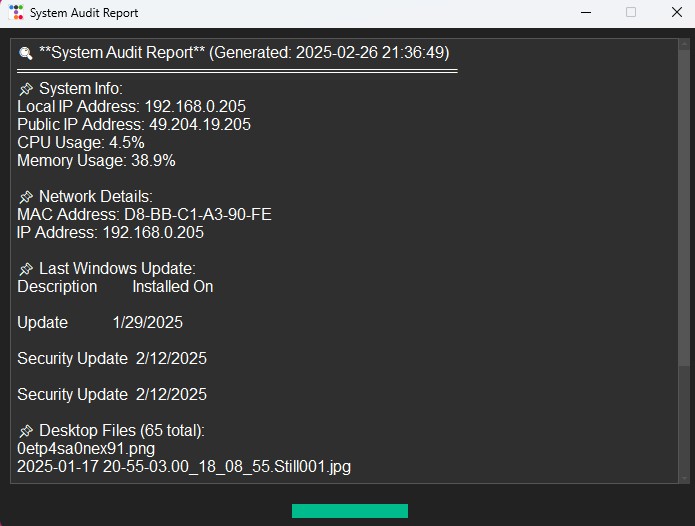 System Audit Report
🔍 **System Audit Report** (Generated: 2025-02-26 21:36:49)
📌 System Info:
Local IP Address: 192.168.0.205
Public IP Address: 49.204.19.205
CPU Usage: 4.5%
Memory Usage: 38.9%
📌 Network Details:
MAC Address: D8-BB-C1-A3-90-FE
IP Address: 192.168.0.205
📌 Last Windows Update:
Description Installed On
Update 1/29/2025
Security Update 2/12/2025
Security Update 2/12/2025
📌 Desktop Files (65 total):
0etp4sa0nex91.png
2025-01-17 20-55-03.00_18_08_55.Still001.jpg